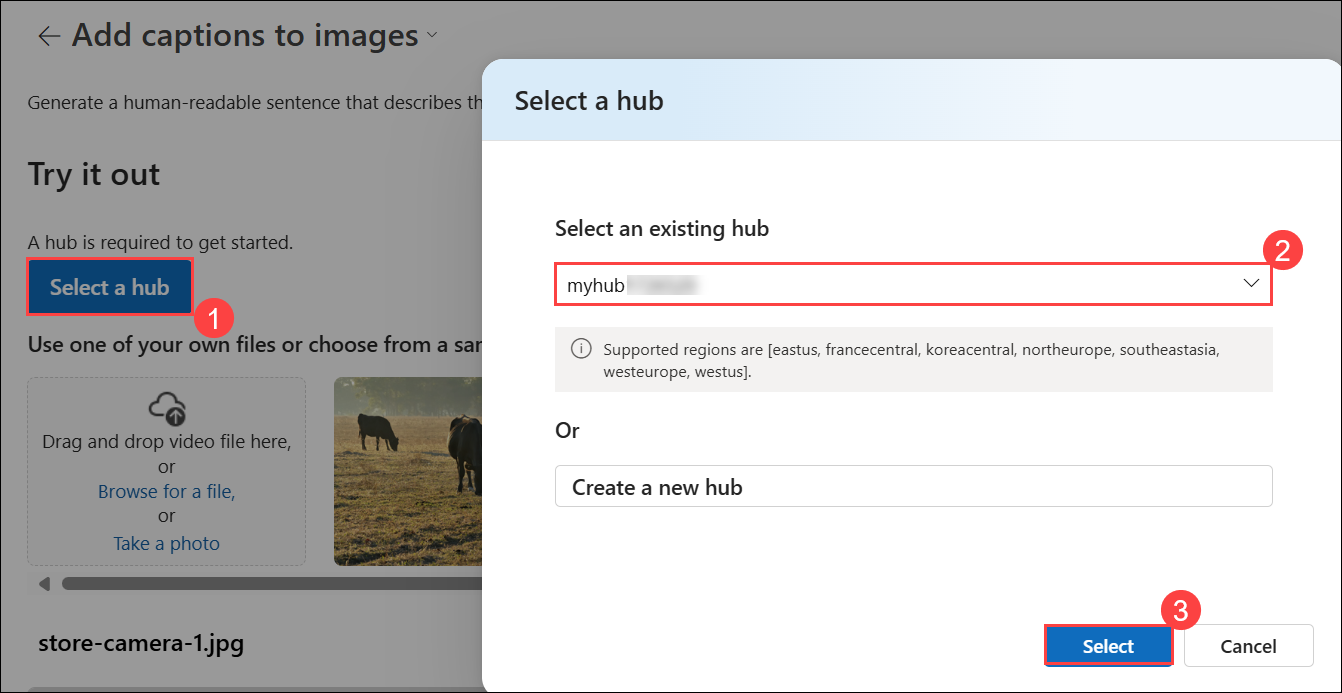 Add captions to images
Generate a human-readable sentence that describes
Try it out
A hub is required to get started.
Select a hub
1
Use one of your own files or choose from a
Drag and drop video file here,
or
Browse for a file,
or
Take a photo
store-camera-1.jpg
Select a hub
Select an existing hub
2
myhub
Supported regions are [eastus, francecentral, koreacentral, northeurope, southeastasia,
westeurope, westus].
Or
Create a new hub
3
Select
Cancel